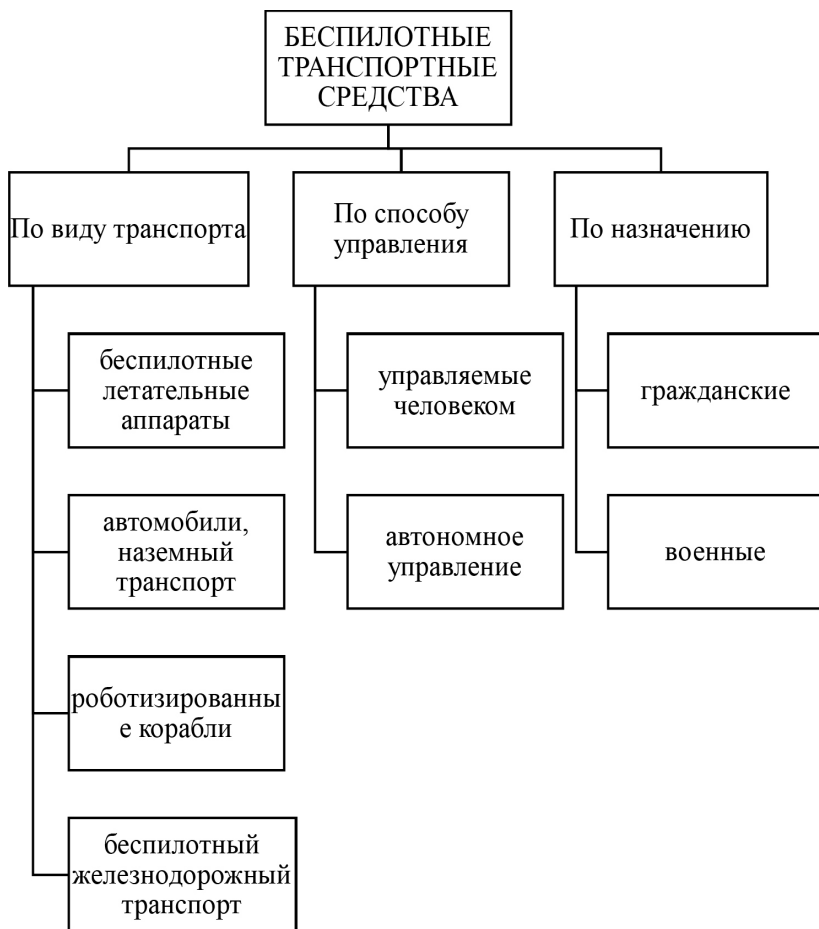 БЕСПИЛОТНЫЕ
ТРАНСПОРТНЫЕ
СРЕДСТВА
По виду транспорта
беспилотные
летательные
аппараты
автомобили,
наземный
транспорт
роботизированны
е корабли
беспилотный
железнодорожный
транспорт
По способу
управления
управляемые
человеком
автономное
управление
По назначению
гражданские
военные